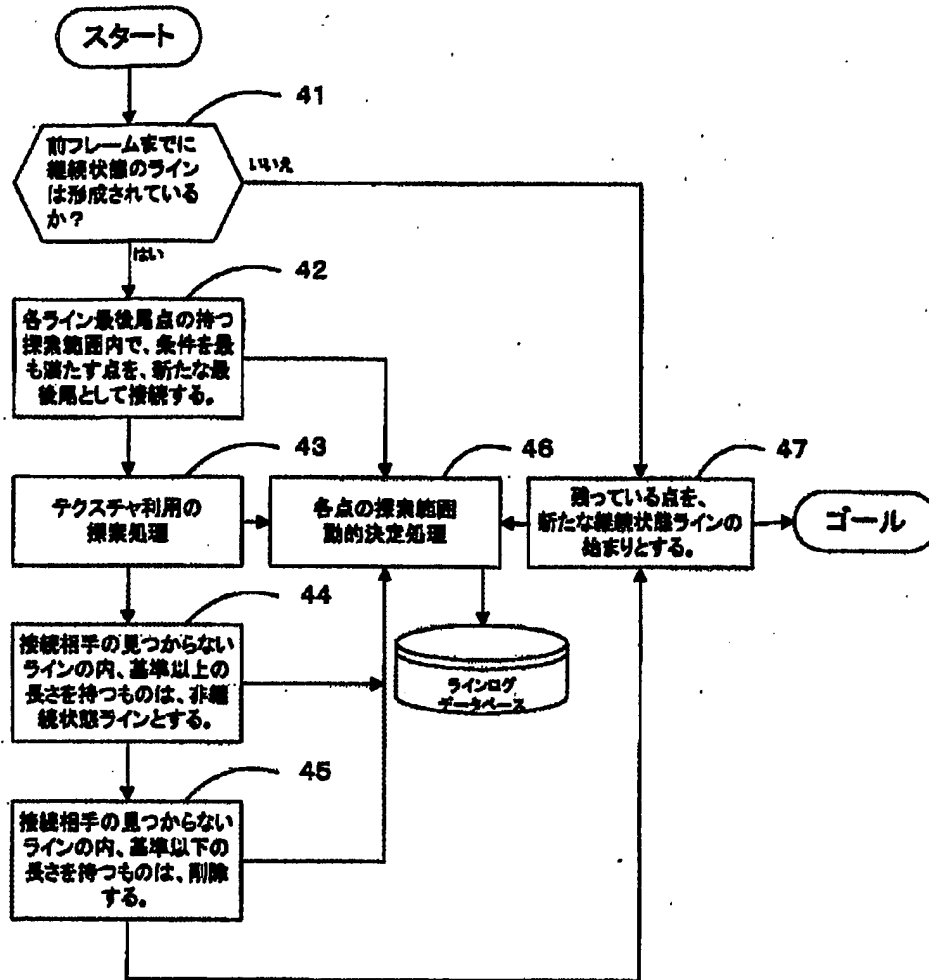 スタート
41
前フレームまでに
継続状態のライン
は形成されている
か？
いいえ
はい
42
各ライン最後尾点の持つ
探索範囲内で、条件を最
も満たす点を、新たな最
後尾として接続する。
43
テクスチャ利用の
探索処理
46
各点の探索範囲
動的決定処理
47
残っている点を、
新たな継続状態ラインの
始まりとする。
ゴール
44
接続相手の見つからない
ラインの内、基準以上の
長さを持つものは、非継
続状態ラインとする。
ラインログ
データベース
45
接続相手の見つからない
ラインの内、基準以下の
長さを持つものは、削除
する。